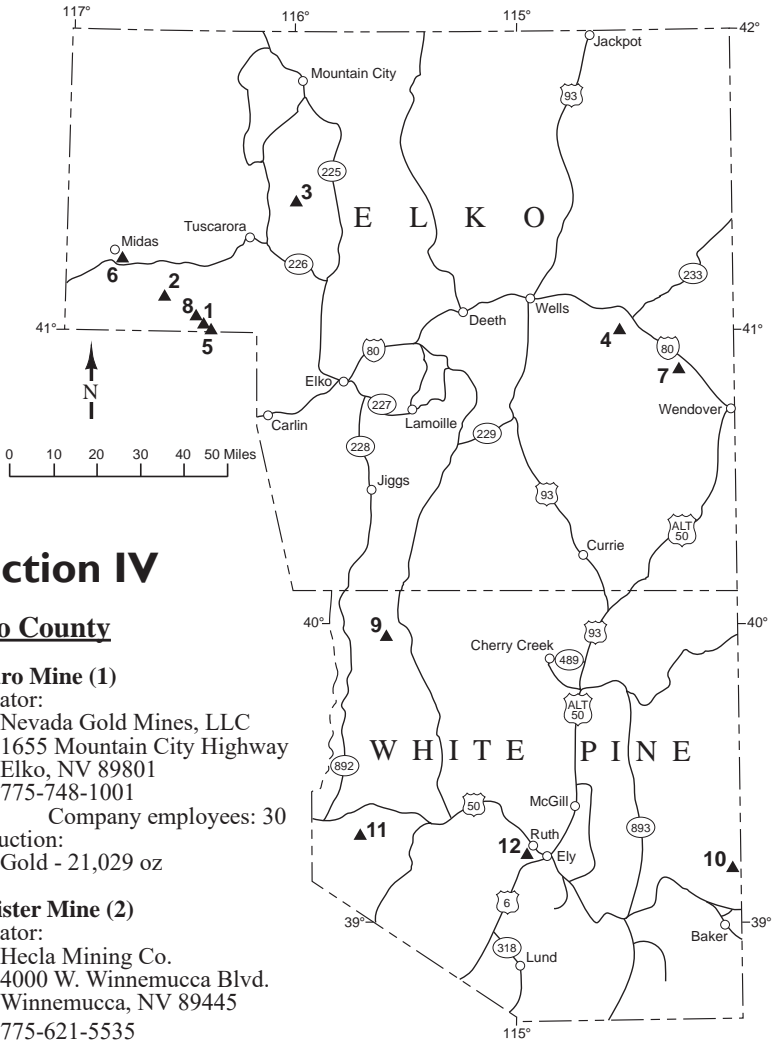 117°
116°
115°
42°
Jackpot
Mountain City
93
225
3
E L K O
Tuscarora
Midas
6
226
233
2
8
1
5
Wells
Deeth
41°
41°
4
80
7
80
N
Elko
227
Lamoille
Wendover
Carlin
228
229
0 10 20 30 40 50 Miles
Jiggs
93
ALT
50
Currie
ction IV
40°
40°
9
93
o County
Cherry Creek
489
ro Mine (1)
ator:
Nevada Gold Mines, LLC
1655 Mountain City Highway
Elko, NV 89801
775-748-1001
Company employees: 30
uction:
Gold - 21,029 oz
ALT
50
W H I T E P I N E
892
50
McGill
893
11
Ruth
12
Ely
10
ister Mine (2)
ator:
Hecla Mining Co.
4000 W. Winnemucca Blvd.
Winnemucca, NV 89445
775-621-5535
6
39°
39°
Baker
318
Lund
115°